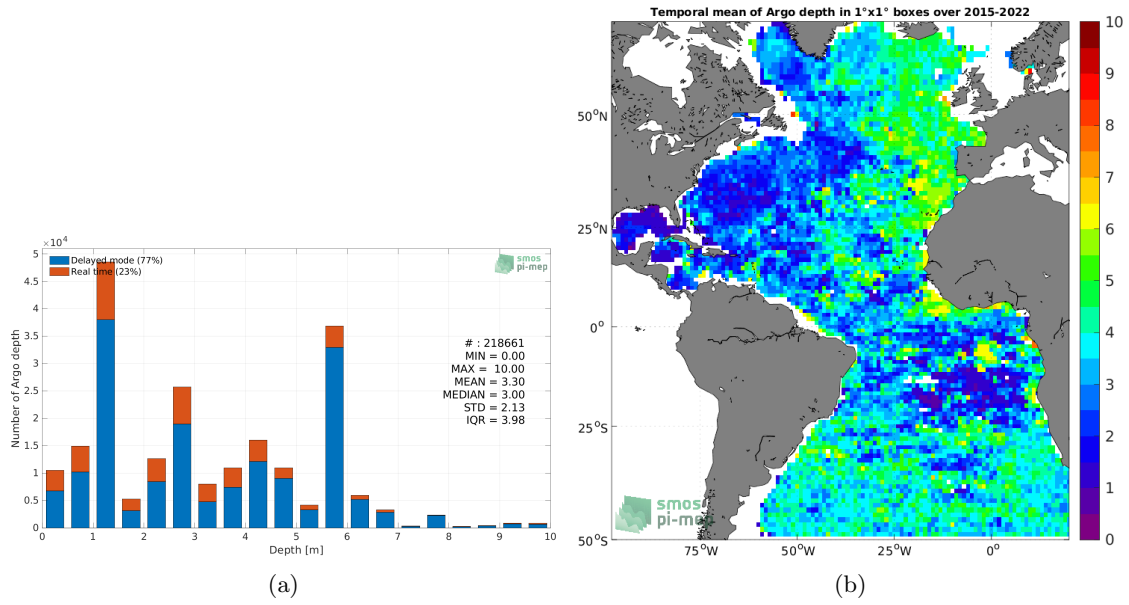 ×10⁴
5
4.5
4
3.5
3
2.5
2
1.5
1
0.5
0
Number of Argo depth
Delayed mode (77%)
Real time (23%)
smos
pi-mep
# : 218661
MIN = 0.00
MAX = 10.00
MEAN = 3.30
MEDIAN = 3.00
STD = 2.13
IQR = 3.98
0 1 2 3 4 5 6 7 8 9 10
Depth [m]
(a)
Temporal mean of Argo depth in 1°x1° boxes over 2015-2022
50°N
25°N
0°
25°S
50°S
75°W 50°W 25°W 0°
smos
pi-mep
10
9
8
7
6
5
4
3
2
1
0
(b)